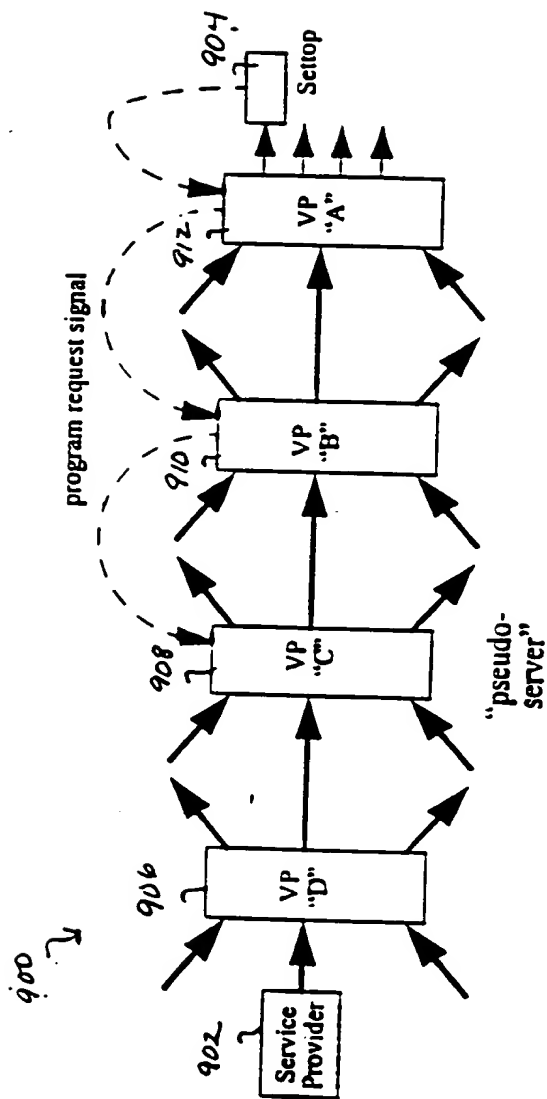 900
902
Service
Provider
906
VP
"D"
908
VP
"C"
"pseudo-
server"
program request signal
910
VP
"B"
912
VP
"A"
904
Settop